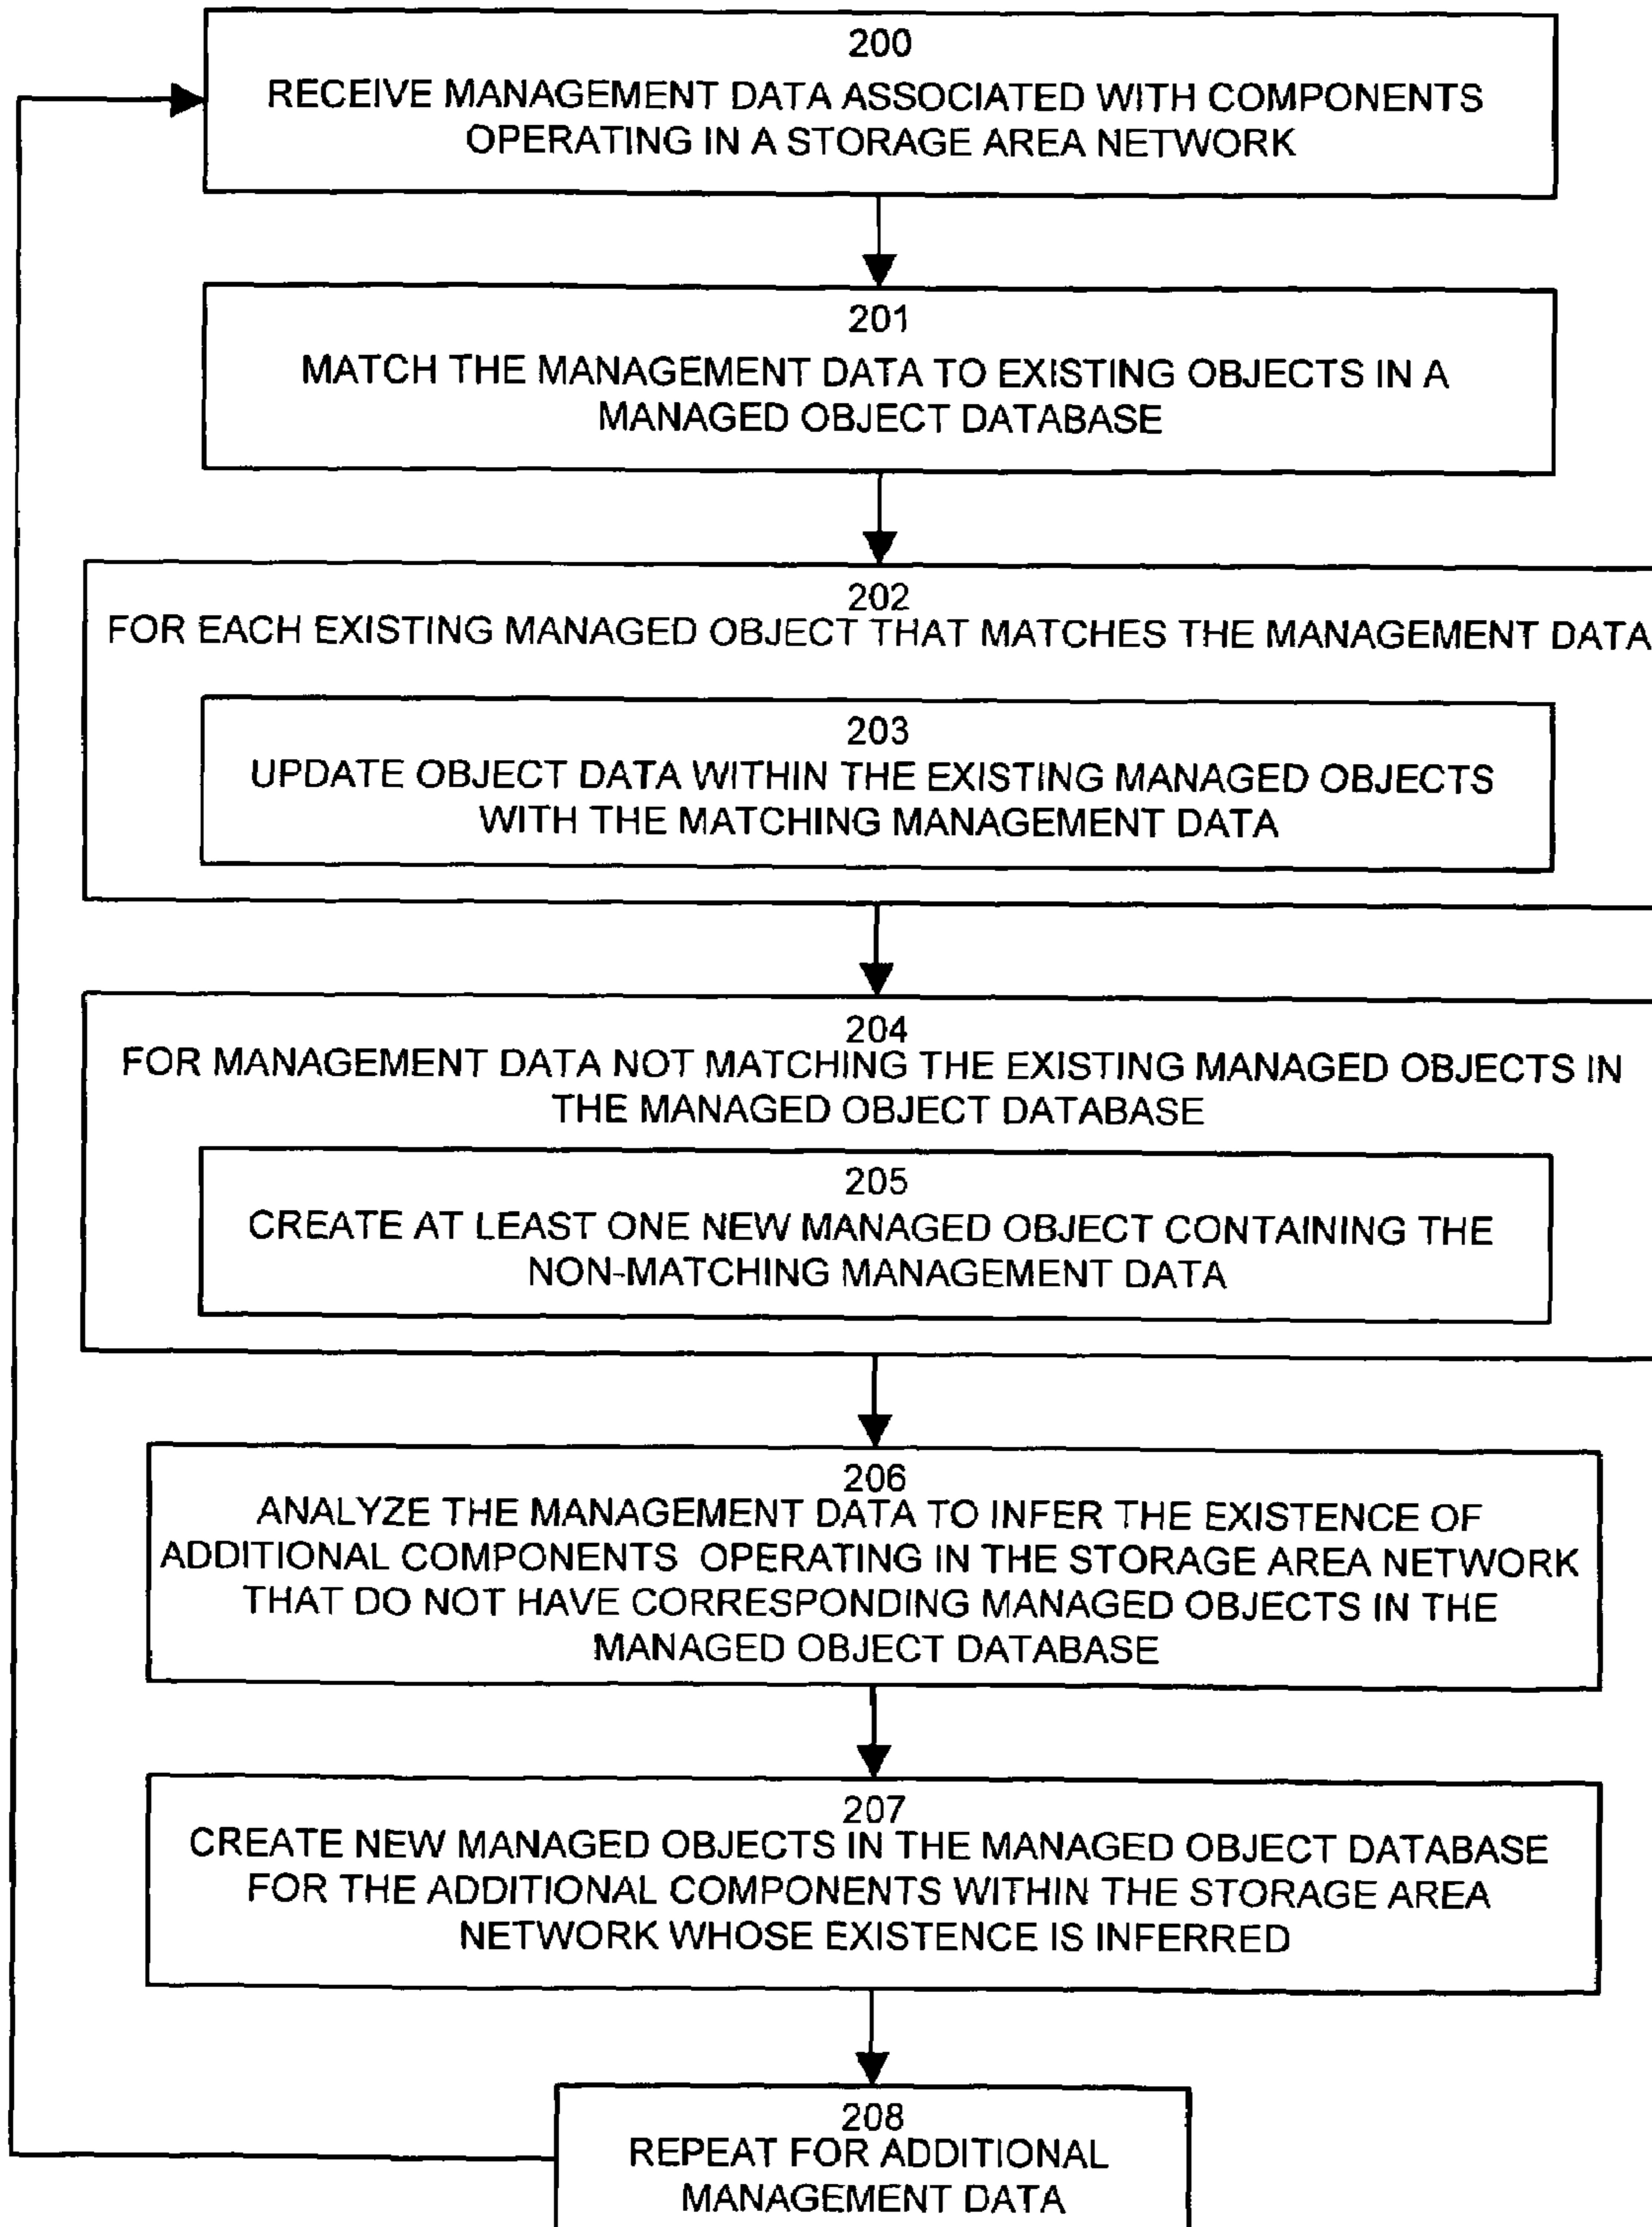 200
RECEIVE MANAGEMENT DATA ASSOCIATED WITH COMPONENTS
OPERATING IN A STORAGE AREA NETWORK
201
MATCH THE MANAGEMENT DATA TO EXISTING OBJECTS IN A
MANAGED OBJECT DATABASE
202
FOR EACH EXISTING MANAGED OBJECT THAT MATCHES THE MANAGEMENT DATA
203
UPDATE OBJECT DATA WITHIN THE EXISTING MANAGED OBJECTS
WITH THE MATCHING MANAGEMENT DATA
204
FOR MANAGEMENT DATA NOT MATCHING THE EXISTING MANAGED OBJECTS IN
THE MANAGED OBJECT DATABASE
205
CREATE AT LEAST ONE NEW MANAGED OBJECT CONTAINING THE
NON-MATCHING MANAGEMENT DATA
206
ANALYZE THE MANAGEMENT DATA TO INFER THE EXISTENCE OF
ADDITIONAL COMPONENTS OPERATING IN THE STORAGE AREA NETWORK
THAT DO NOT HAVE CORRESPONDING MANAGED OBJECTS IN THE
MANAGED OBJECT DATABASE
207
CREATE NEW MANAGED OBJECTS IN THE MANAGED OBJECT DATABASE
FOR THE ADDITIONAL COMPONENTS WITHIN THE STORAGE AREA
NETWORK WHOSE EXISTENCE IS INFERRED
208
REPEAT FOR ADDITIONAL
MANAGEMENT DATA